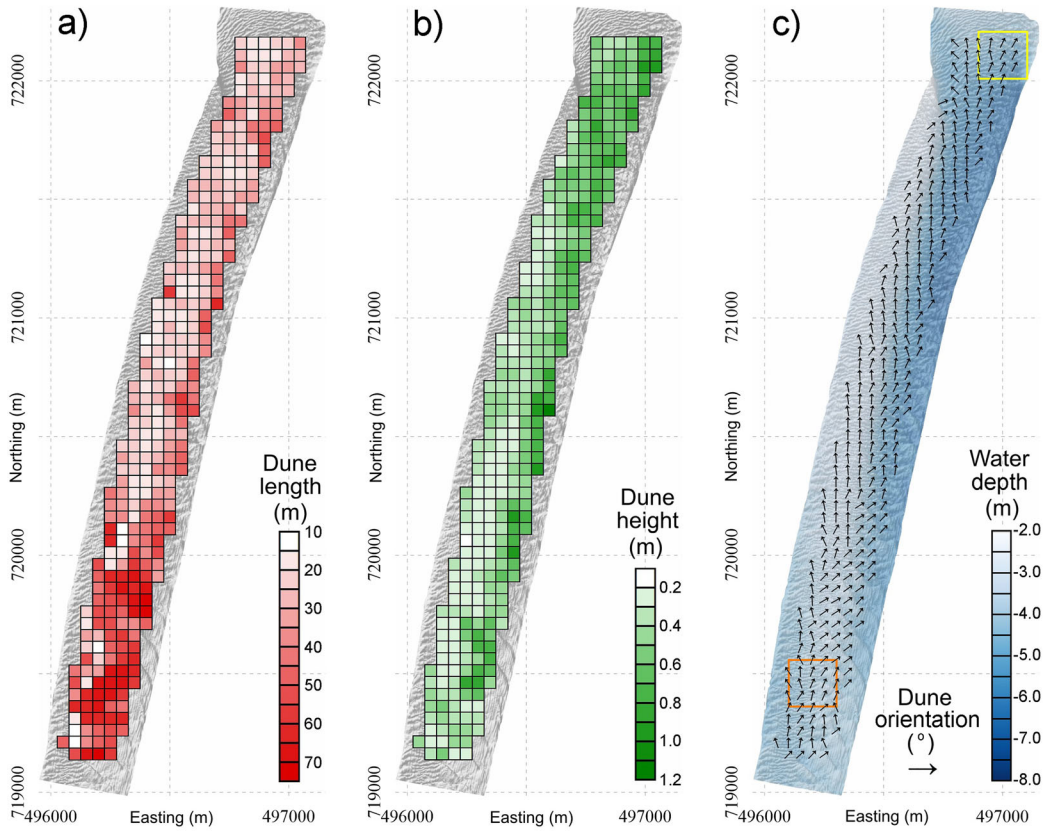 a)
722000
721000
Northing (m)
720000
719000
496000
Easting (m)
497000
Dune
length
(m)
10
20
30
40
50
60
70
b)
722000
721000
Northing (m)
720000
719000
496000
Easting (m)
497000
Dune
height
(m)
0.2
0.4
0.6
0.8
1.0
1.2
c)
722000
721000
Northing (m)
720000
719000
496000
Easting (m)
497000
Dune
orientation
(°)
Water
depth
(m)
-2.0
-3.0
-4.0
-5.0
-6.0
-7.0
-8.0